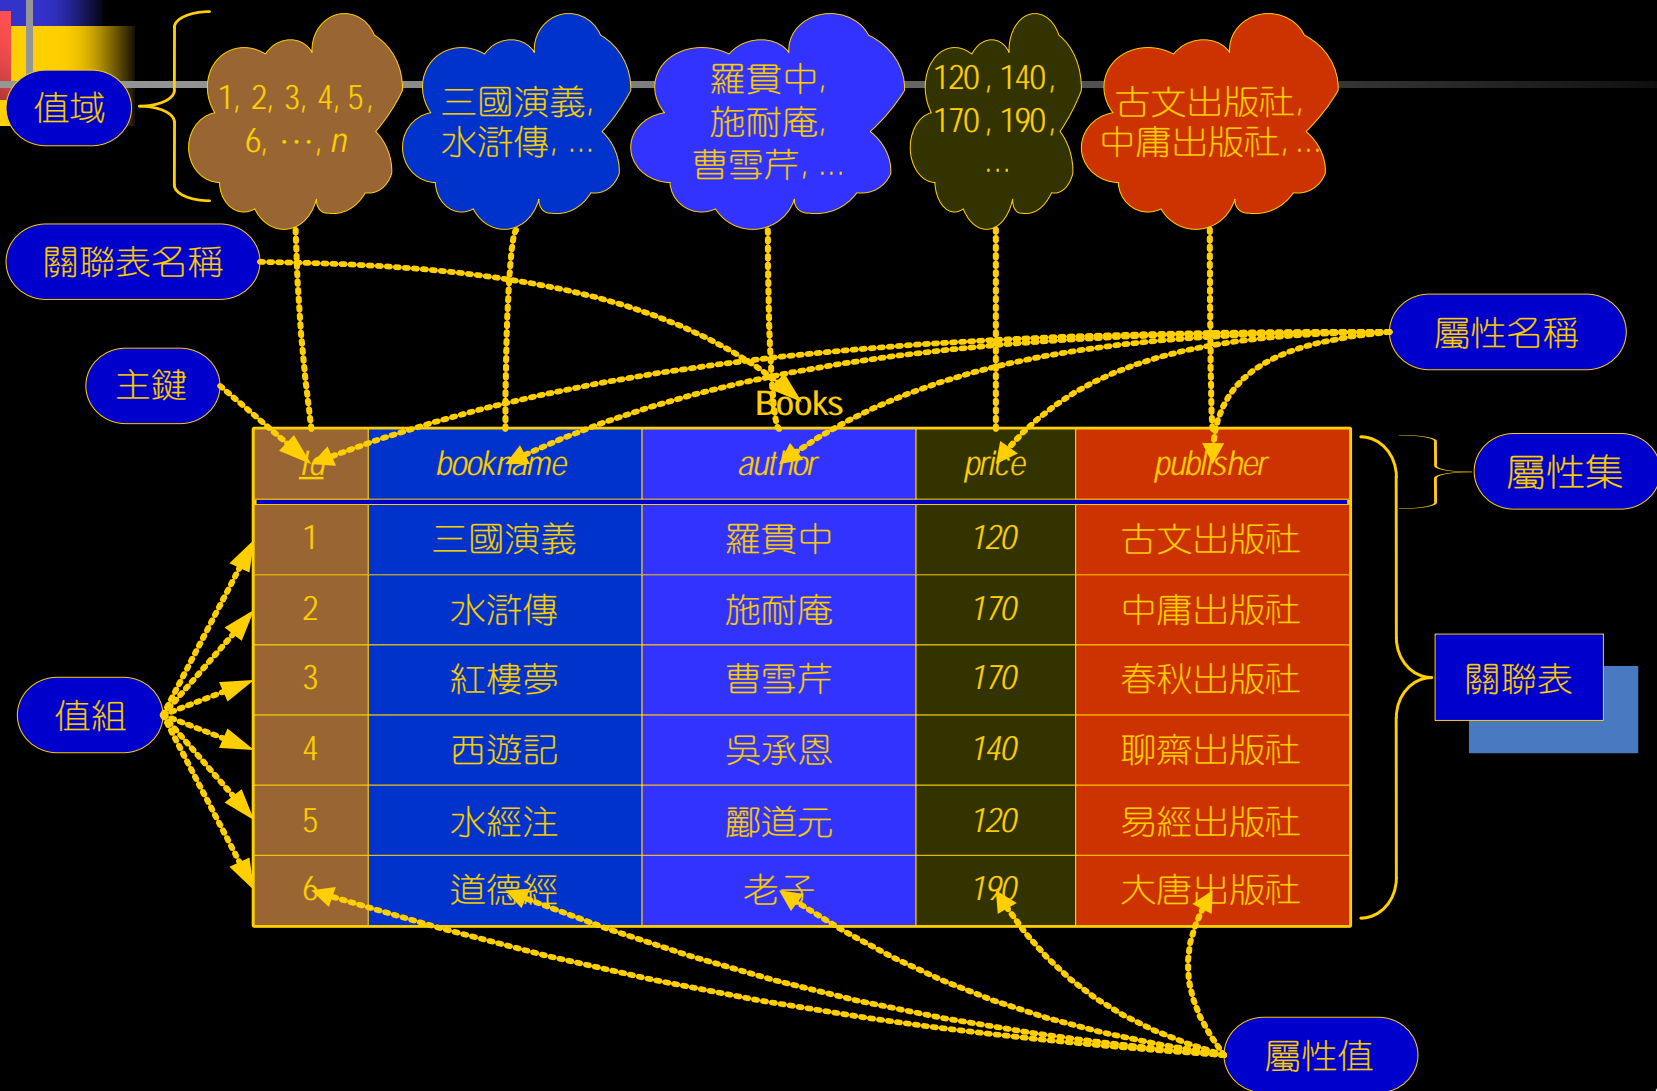 值域
1, 2, 3, 4, 5,
6, …, n
三國演義,
水滸傳, ...
羅貫中,
施耐庵,
曹雪芹, ...
120 , 140,
170 , 190,
...
古文出版社,
中庸出版社, ...
關聯表名稱
屬性名稱
主鍵
Books
Id bookname author price publisher
屬性集
1 三國演義 羅貫中 120 古文出版社
2 水滸傳 施耐庵 170 中庸出版社
3 紅樓夢 曹雪芹 170 春秋出版社
關聯表
值組
4 西遊記 吳承恩 140 聊齋出版社
5 水經注 酈道元 120 易經出版社
6 道德經 老子 190 大唐出版社
屬性值